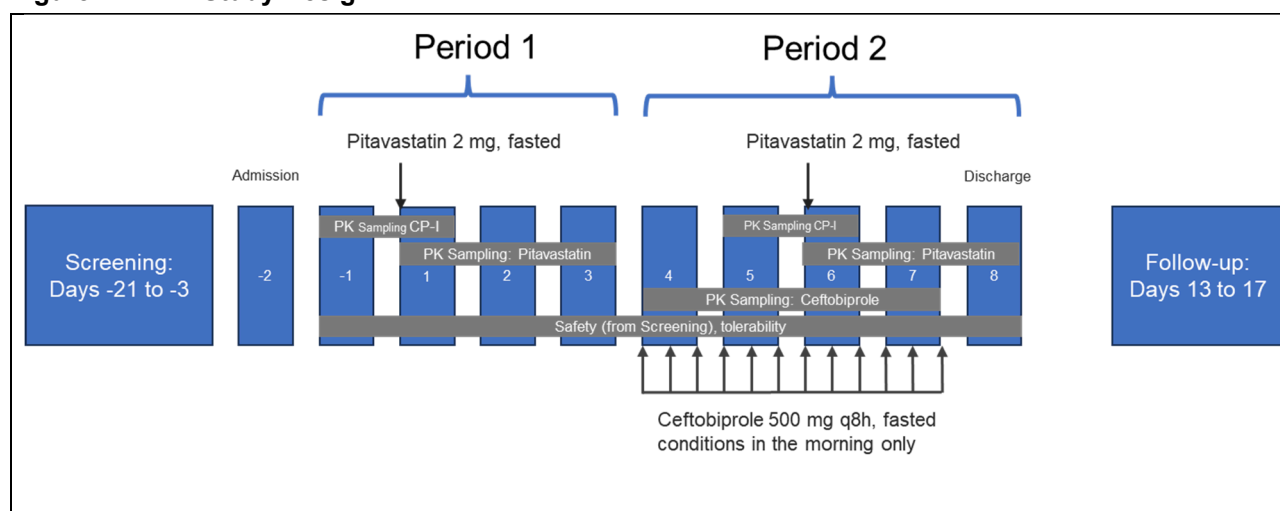 Period 1
Period 2
Pitavastatin 2 mg, fasted
Pitavastatin 2 mg, fasted
Admission
Discharge
Screening:
Days -21 to -3
-2
-1
1
2
3
4
5
6
7
8
PK Sampling CP-I
PK Sampling CP-I
PK Sampling: Pitavastatin
PK Sampling: Pitavastatin
PK Sampling: Ceftobiprole
Safety (from Screening), tolerability
Follow-up:
Days 13 to 17
Ceftobiprole 500 mg q8h, fasted
conditions in the morning only